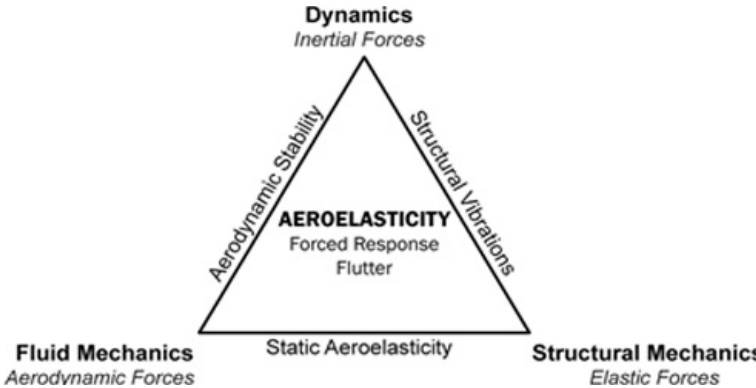 Dynamics
Inertial Forces
Aerodynamic Stability
Structural Vibrations
AEROELASTICITY
Forced Response
Flutter
Static Aeroelasticity
Fluid Mechanics
Aerodynamic Forces
Structural Mechanics
Elastic Forces